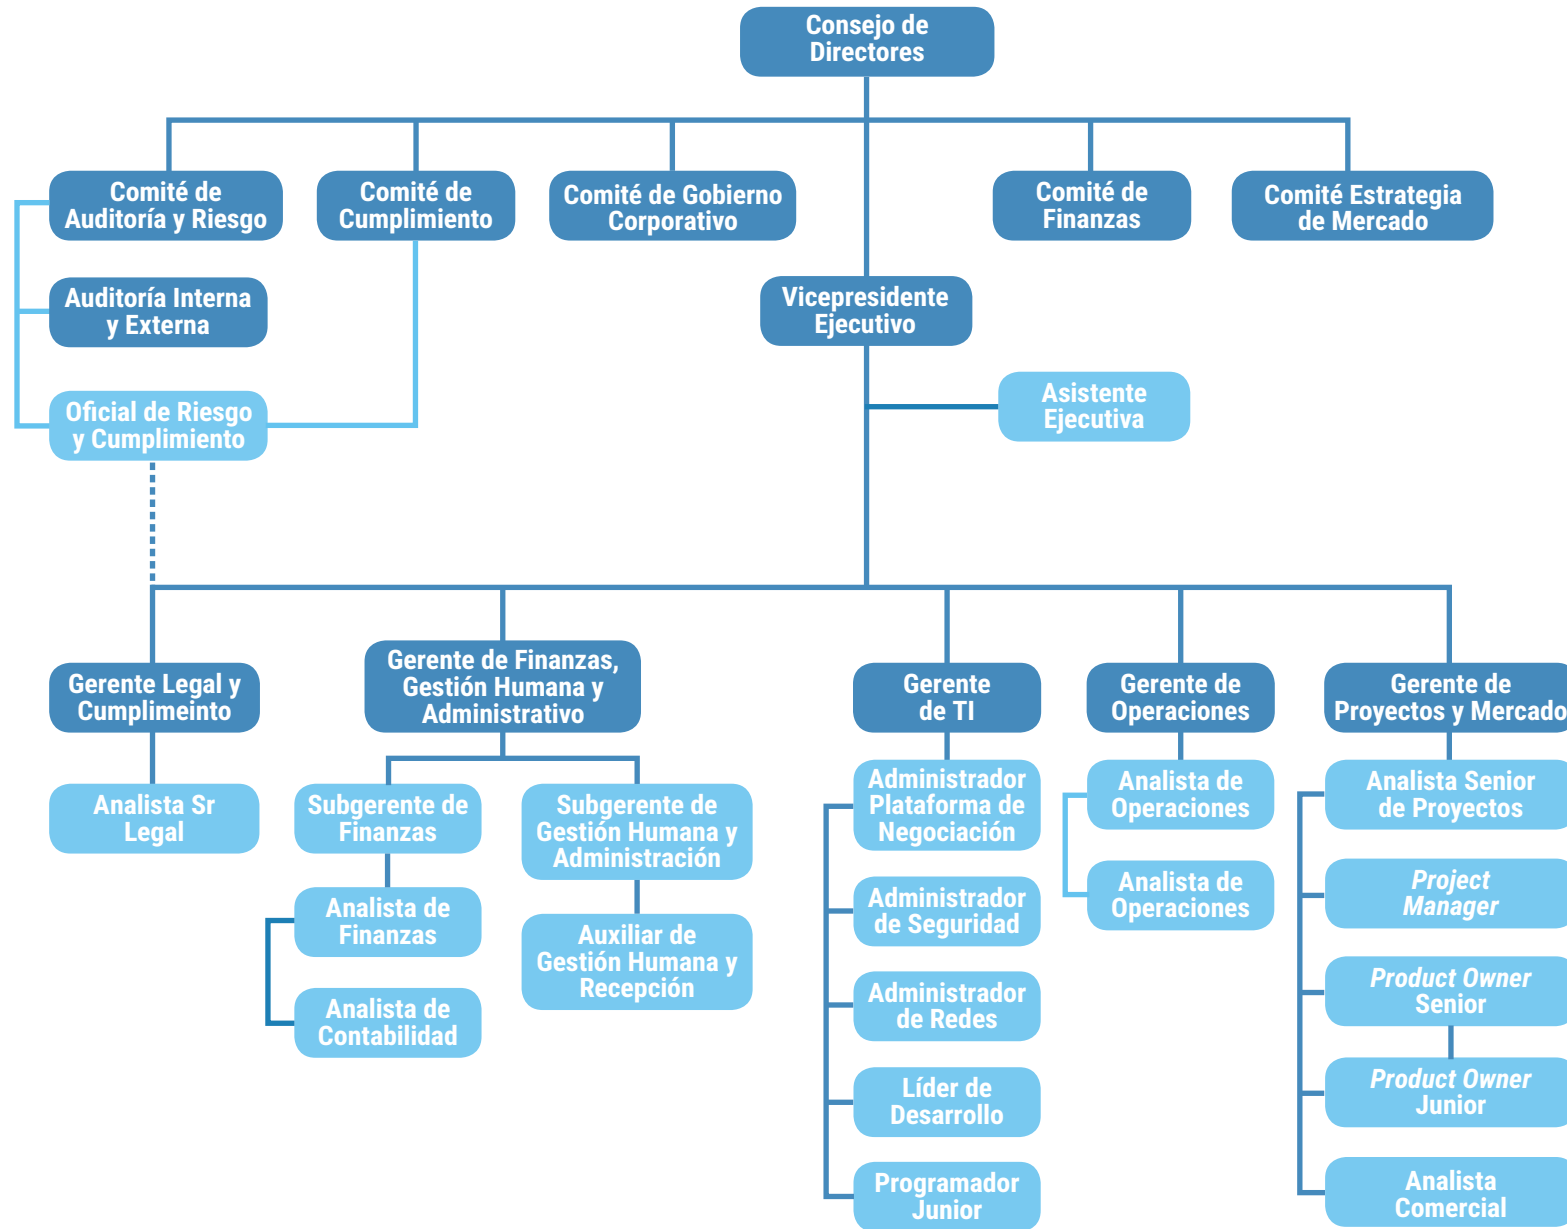 Consejo de
Directores
Comité de
Auditoría y Riesgo
Comité de
Cumplimiento
Comité de Gobierno
Corporativo
Comité de
Finanzas
Comité Estrategia
de Mercado
Auditoría Interna
y Externa
Vicepresidente
Ejecutivo
Oficial de Riesgo
y Cumplimiento
Asistente
Ejecutiva
Gerente Legal y
Cumplimeinto
Gerente de Finanzas,
Gestión Humana y
Administrativo
Gerente
de TI
Gerente de
Operaciones
Gerente de
Proyectos y Mercado
Analista Sr
Legal
Subgerente de
Finanzas
Subgerente de
Gestión Humana y
Administración
Analista de
Finanzas
Analista de
Contabilidad
Auxiliar de
Gestión Humana y
Recepción
Administrador
Plataforma de
Negociación
Administrador
de Seguridad
Administrador
de Redes
Líder de
Desarrollo
Programador
Junior
Analista de
Operaciones
Analista de
Operaciones
Analista Senior
de Proyectos
Project
Manager
Product Owner
Senior
Product Owner
Junior
Analista
Comercial